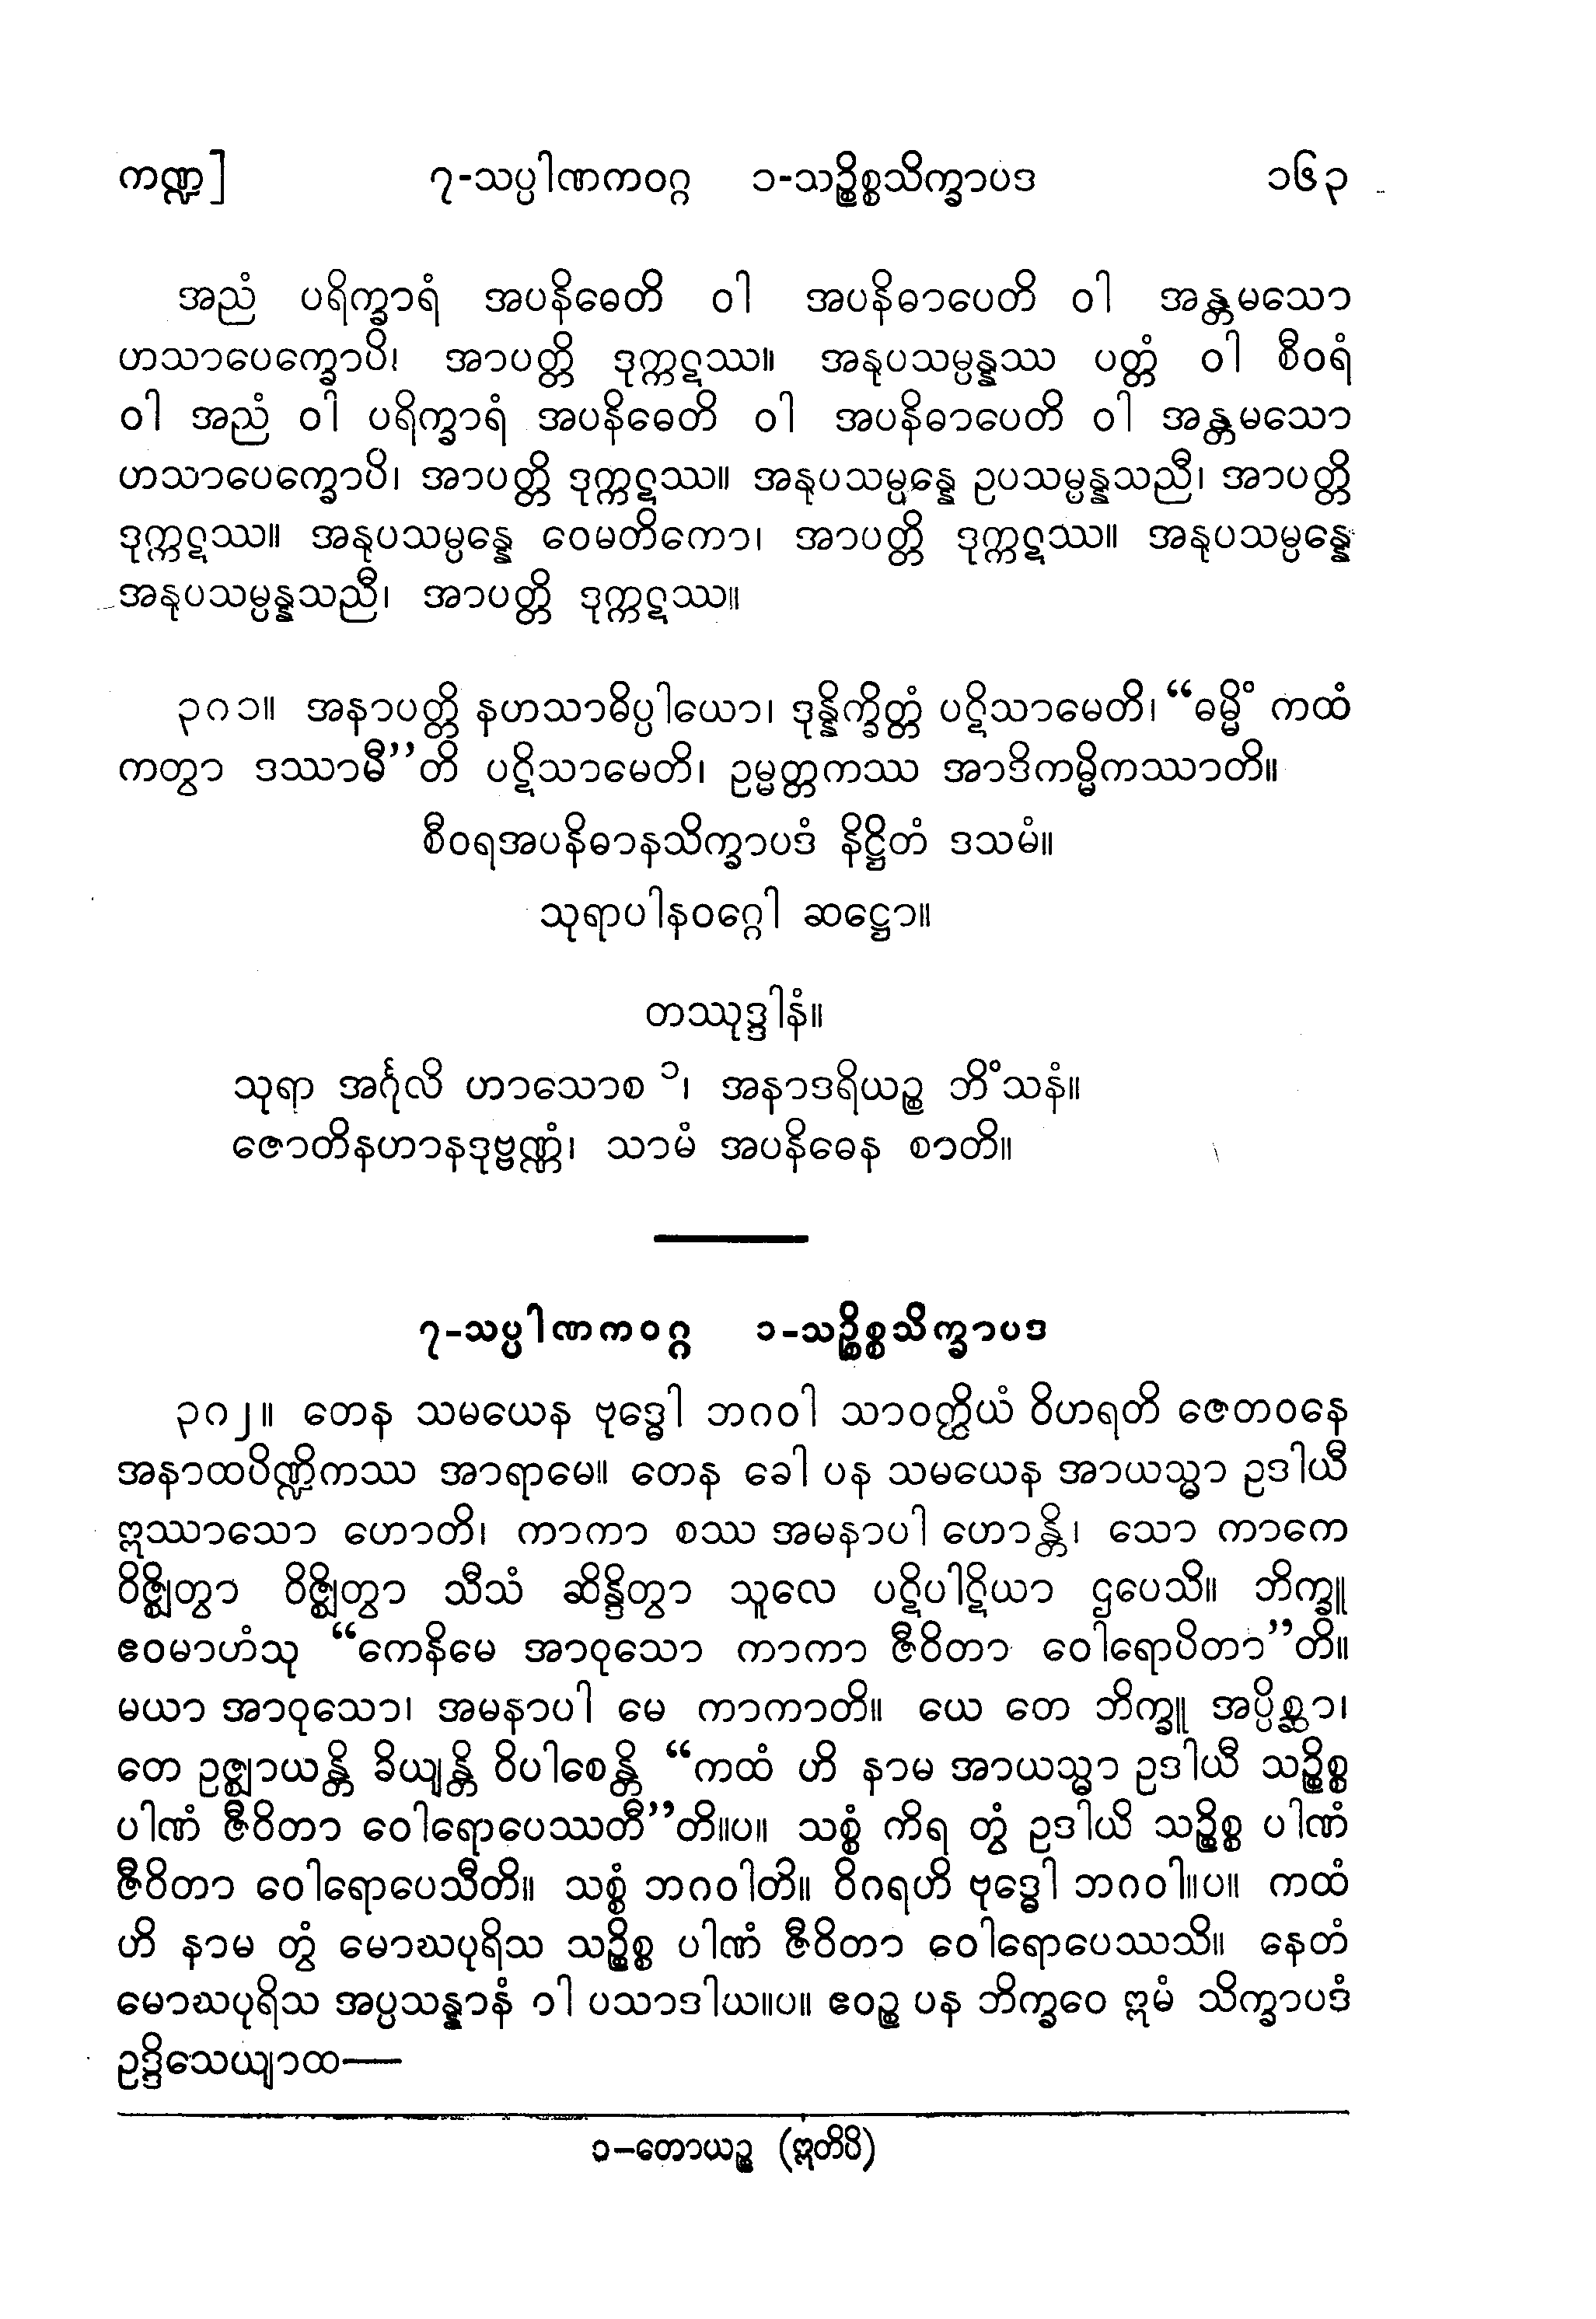 ကဏ္ဍ] ၇-သပ္ပါဏကဝဂ္ဂ ၁-သဉ္စိစ္စသိက္ခာပဒ ၁၆၃
အညံ ပရိက္ခာရံ အပနိဓေတိ ဝါ အပနိဓာပေတိ ဝါ အန္တမသော
ဟသာပေက္ခောပိ၊ အာပတ္တိ ဒုက္ကဋဿ။ အနုပသမ္ပန္နဿ ပတ္တံ ဝါ စီဝရံ
ဝါ အညံ ဝါ ပရိက္ခာရံ အပနိဓေတိ ဝါ အပနိဓာပေတိ ဝါ အန္တမသော
ဟသာပေက္ခောပိ၊ အာပတ္တိ ဒုက္ကဋဿ။ အနုပသမ္ပန္နေ ဥပသမ္ပန္နသညီ၊ အာပတ္တိ
ဒုက္ကဋဿ။ အနုပသမ္ပန္နေ ဝေမတိကော၊ အာပတ္တိ ဒုက္ကဋဿ။ အနုပသမ္ပန္နေ
အနုပသမ္ပန္နသညီ၊ အာပတ္တိ ဒုက္ကဋဿ။
၃၈၁။ အနာပတ္တိ နဟသာဓိပ္ပါယော၊ ဒုန္နိက္ခိတ္တံ ပဋိသာမေတိ၊ “ဓမ္မိံ ကထံ
ကတွာ ဒဿာမီ”တိ ပဋိသာမေတိ၊ ဥမ္မတ္တကဿ အာဒိကမ္မိကဿာတိ။
စီဝရအပနိဓာနသိက္ခာပဒံ နိဋ္ဌိတံ ဒသမံ။
သုရာပါနဝဂ္ဂေါ ဆဋ္ဌော။
တဿုဒ္ဒါနံ။
သုရာ အင်္ဂုလိ ဟာသောစ ၁၊ အနာဒရိယဉ္စ ဘိံသနံ။
ဇောတိနဟာနဒုဗ္ဗဏ္ဏံ၊ သာမံ အပနိဓေန စာတိ။
၇-သပ္ပါဏကဝဂ္ဂ ၁-သဉ္စိစ္စသိက္ခာပဒ
၃၈၂။ တေန သမယေန ဗုဒ္ဓေါ ဘဂဝါ သာဝတ္ထိယံ ဝိဟရတိ ဇေတဝနေ
အနာထပိဏ္ဍိကဿ အာရာမေ။ တေန ခေါ ပန သမယေန အာယသ္မာ ဥဒါယီ
ဣဿာသော ဟောတိ၊ ကာကာ စဿ အမနာပါ ဟောန္တိ၊ သော ကာကေ
ဝိဇ္ဈိတွာ ဝိဇ္ဈိတွာ သီသံ ဆိန္ဒိတွာ သူလေ ပဋိပါဋိယာ ဌပေသိ။ ဘိက္ခူ
ဧဝမာဟံသု “ကေနိမေ အာဝုသော ကာကာ ဇီဝိတာ ဝေါရောပိတာ”တိ။
မယာ အာဝုသော၊ အမနာပါ မေ ကာကာတိ။ ယေ တေ ဘိက္ခူ အပ္ပိစ္ဆာ၊
တေ ဥဇ္ဈာယန္တိ ခိယျန္တိ ဝိပါစေန္တိ “ကထံ ဟိ နာမ အာယသ္မာ ဥဒါယီ သဉ္စိစ္စ
ပါဏံ ဇီဝိတာ ဝေါရောပေဿတီ”တိ။ပ။ သစ္စံ ကိရ တွံ ဥဒါယိ သဉ္စိစ္စ ပါဏံ
ဇီဝိတာ ဝေါရောပေသီတိ။ သစ္စံ ဘဂဝါတိ။ ဝိဂရဟိ ဗုဒ္ဓေါ ဘဂဝါ။ပ။ ကထံ
ဟိ နာမ တွံ မောဃပုရိသ သဉ္စိစ္စ ပါဏံ ဇီဝိတာ ဝေါရောပေဿသိ။ နေတံ
မောဃပုရိသ အပ္ပသန္နာနံ ဝါ ပသာဒါယ။ပ။ ဧဝဉ္စ ပန ဘိက္ခဝေ ဣမံ သိက္ခာပဒံ
ဥဒ္ဒိသေယျာထ—
၁-တောယဉ္စ (ဣတိပိ)